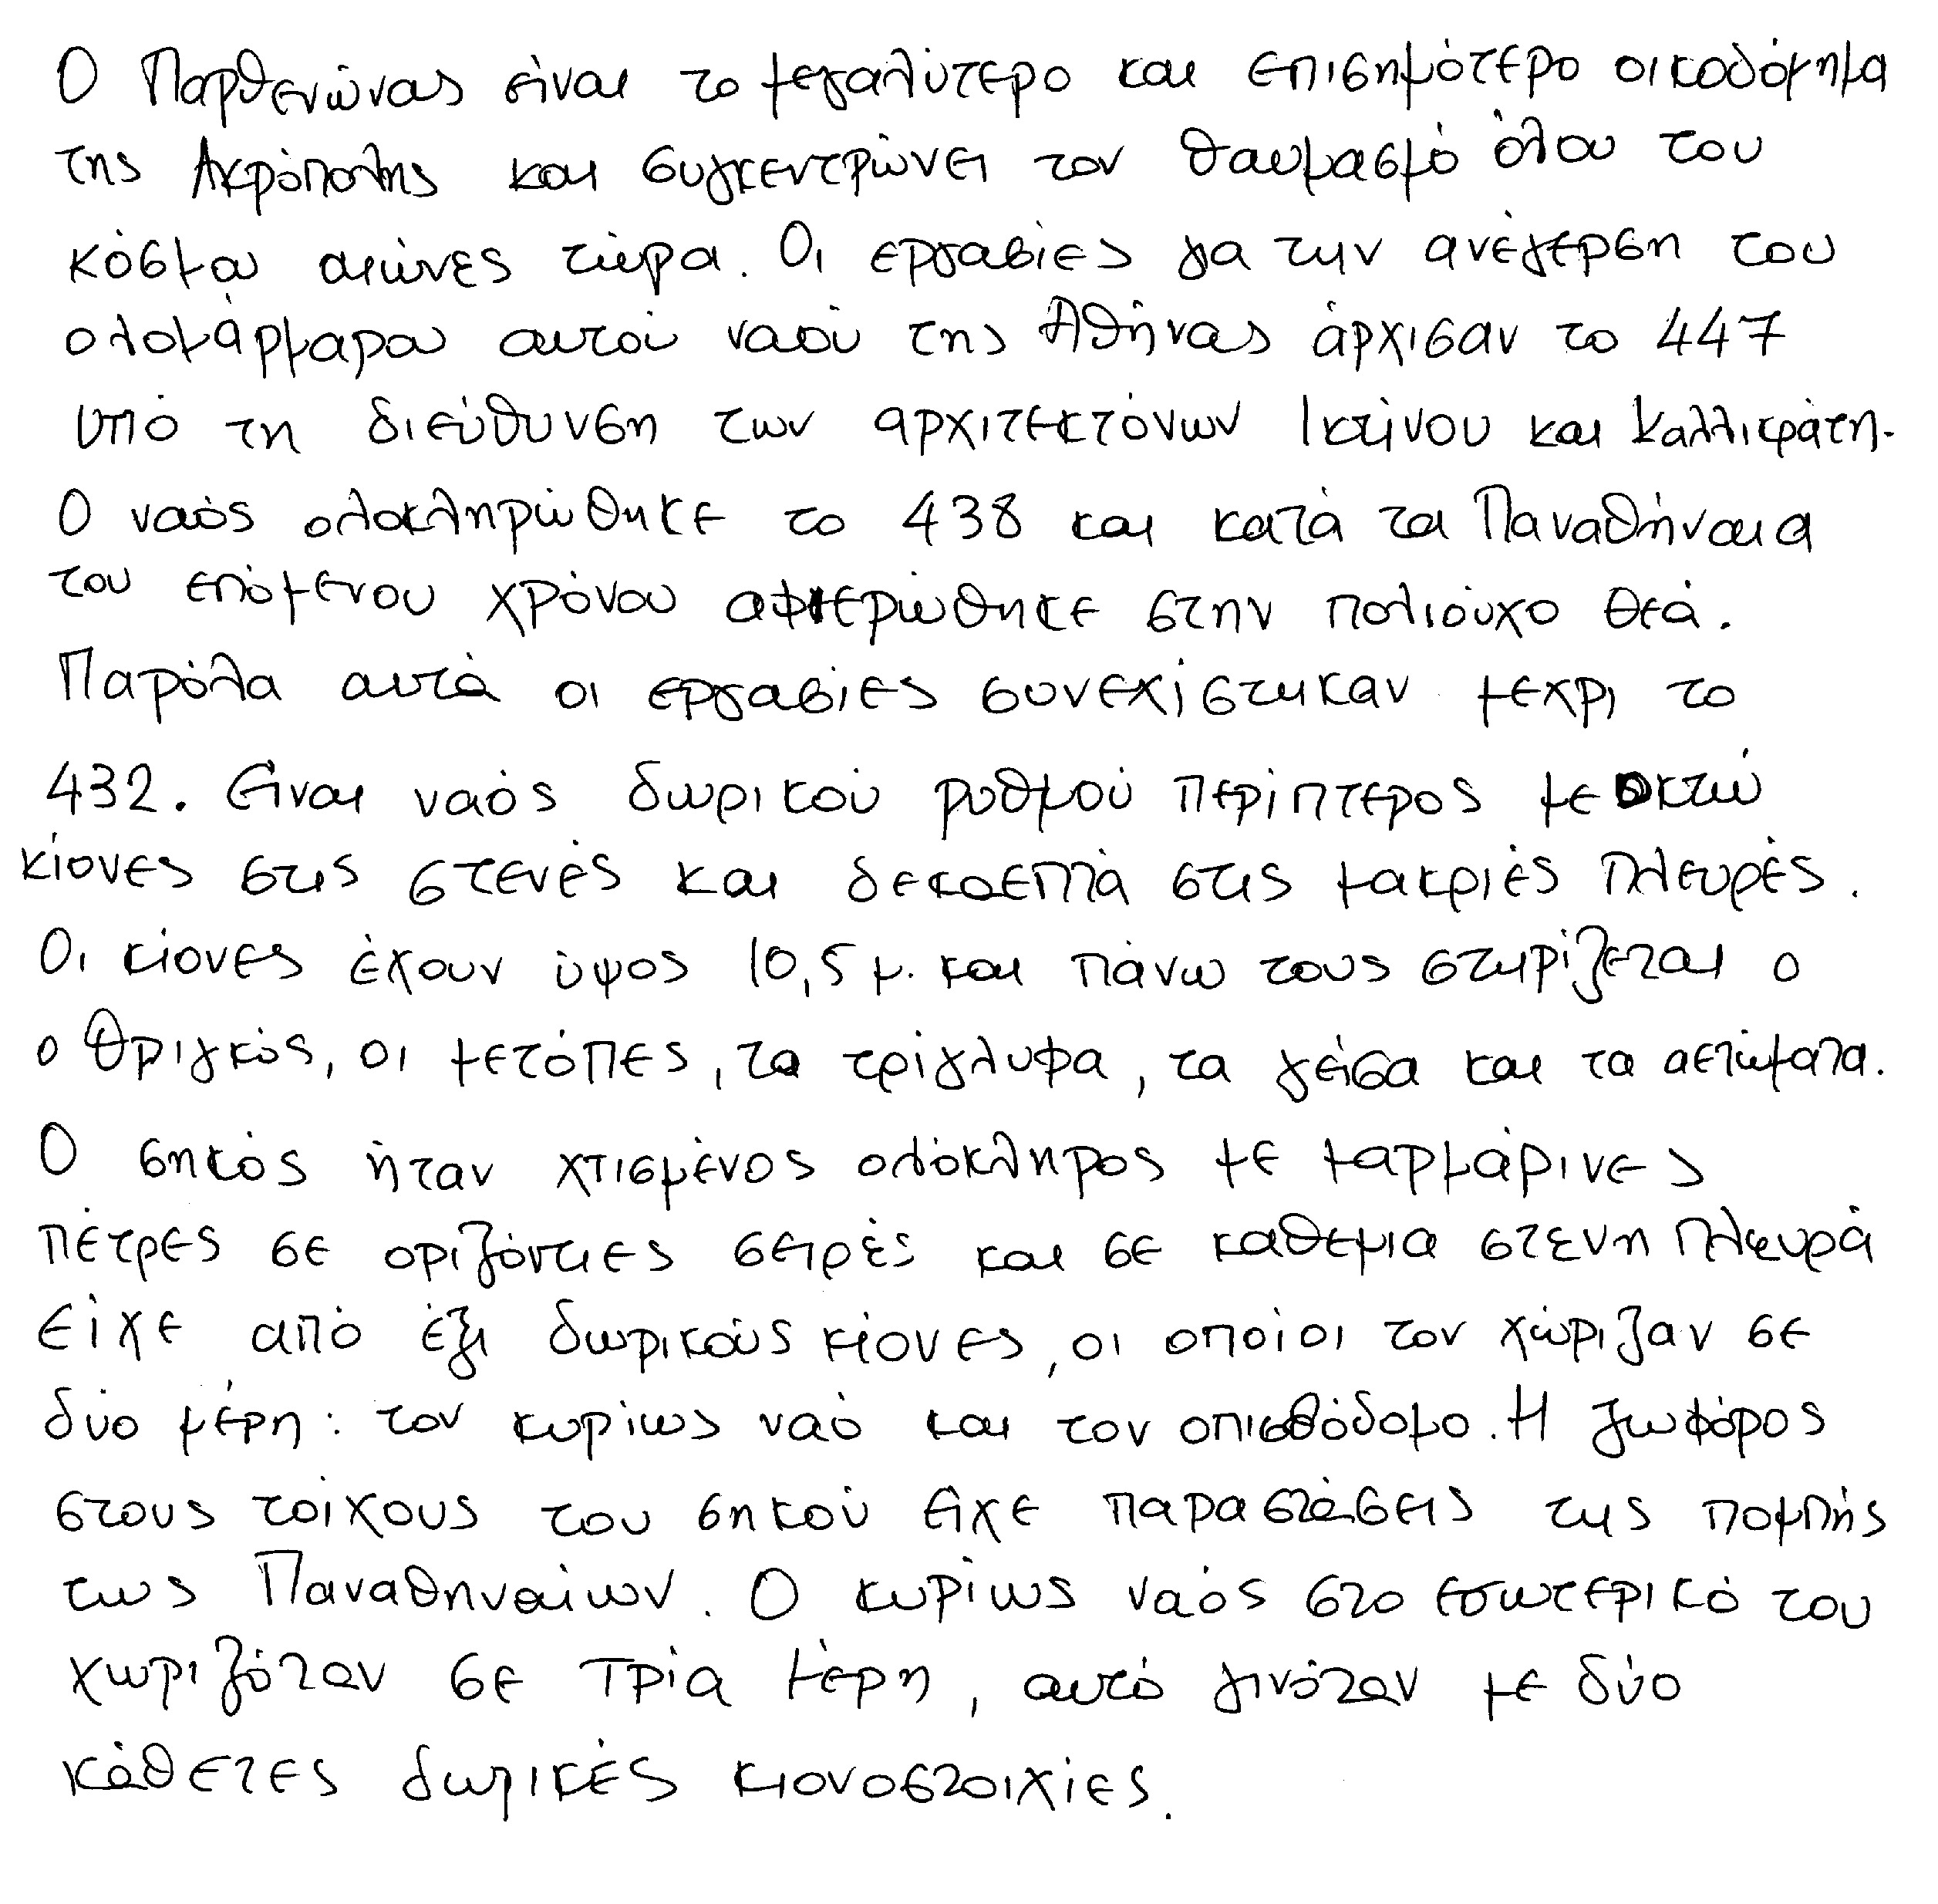 Ο Παρθενώνας είναι το μεγαλύτερο και επισημότερο οικοδόμημα
της Ακρόπολης και συγκεντρώνει τον θαυμασμό όλου του
κόσμου αιώνες τώρα. Οι εργασίες για την ανέγερση του
ολομάρμαρου αυτού ναού της Αθήνας άρχισαν το 447
υπό τη διεύθυνση των αρχιτεκτόνων Ικτίνου και Καλλικράτη.
Ο ναός ολοκληρώθηκε το 438 και κατά τα Παναθήναια
του επόμενου χρόνου αφιερώθηκε στην πολιούχο θεά.
Παρόλα αυτά οι εργασίες συνεχίστηκαν μέχρι το
432. Είναι ναός δωρικού ρυθμού περίπτερος με οκτώ
κίονες στις στενές και δεκαεπτά στις μακριές πλευρές.
Οι κίονες έχουν ύψος 10,5 μ. και πάνω τους στηρίζεται ο
ο θριγκός, οι μετόπες, τα τρίγλυφα, τα γείσα και τα αετώματα.
Ο σηκός ήταν χτισμένος ολόκληρος με μαρμάρινες
πέτρες σε οριζόντιες σειρές και σε καθεμια στενη πλευρά
είχε από έξι δωρικούς κίονες, οι οποίοι τον χώριζαν σε
δύο μέρη: τον κυρίως ναό και τον οπισθόδομο. Η ζωφόρος
στους τοίχους του σηκού είχε παραστάσεις της πομπής
τως Παναθηναίων. Ο κυρίως ναός στο εσωτερικό του
χωριζόταν σε τρία μέρη, αυτό γινόταν με δύο
κάθετες δωρικές κιονοστοιχίες.